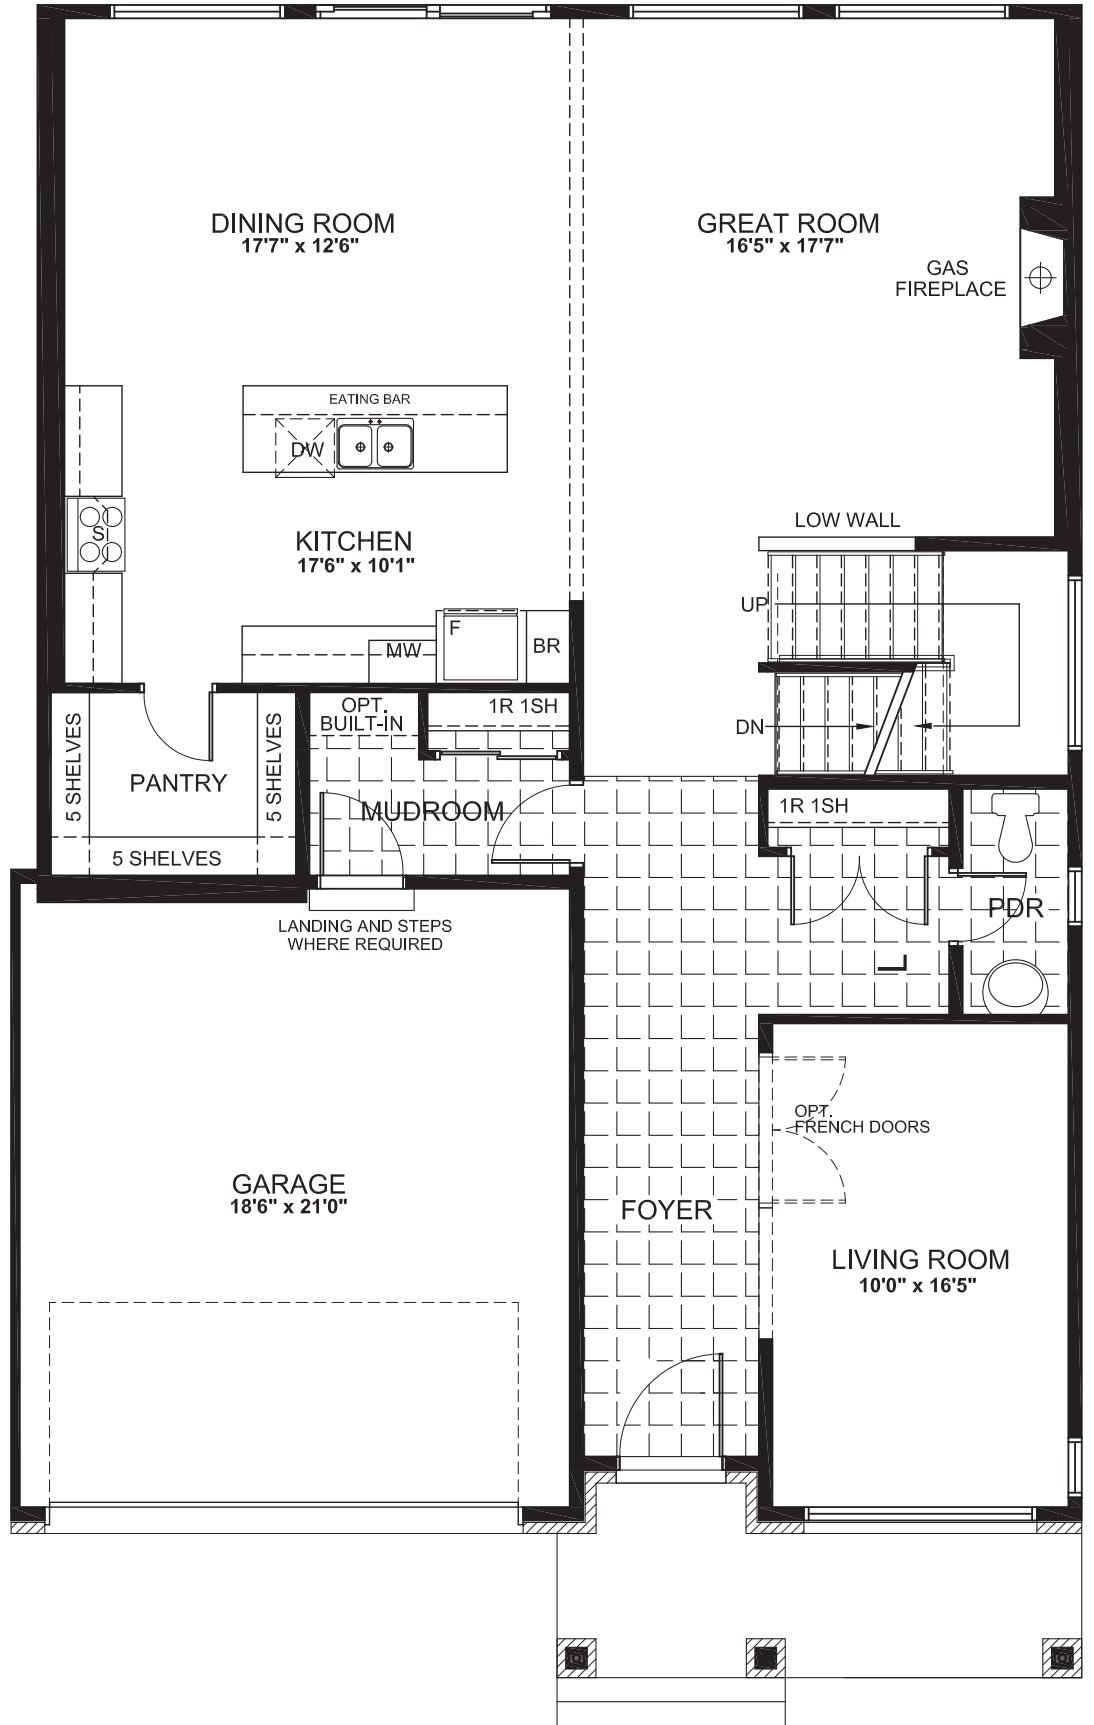 DINING ROOM
17'7" x 12'6"
GREAT ROOM
16'5" x 17'7"
GAS
FIREPLACE
EATING BAR
DW
S
KITCHEN
17'6" x 10'1"
LOW WALL
UP
F
MW
BR
DN
OPT.
BUILT-IN
1R 1SH
5 SHELVES
PANTRY
5 SHELVES
5 SHELVES
MUDROOM
1R 1SH
PDR
LANDING AND STEPS
WHERE REQUIRED
L
OPT.
FRENCH DOORS
GARAGE
18'6" x 21'0"
FOYER
LIVING ROOM
10'0" x 16'5"